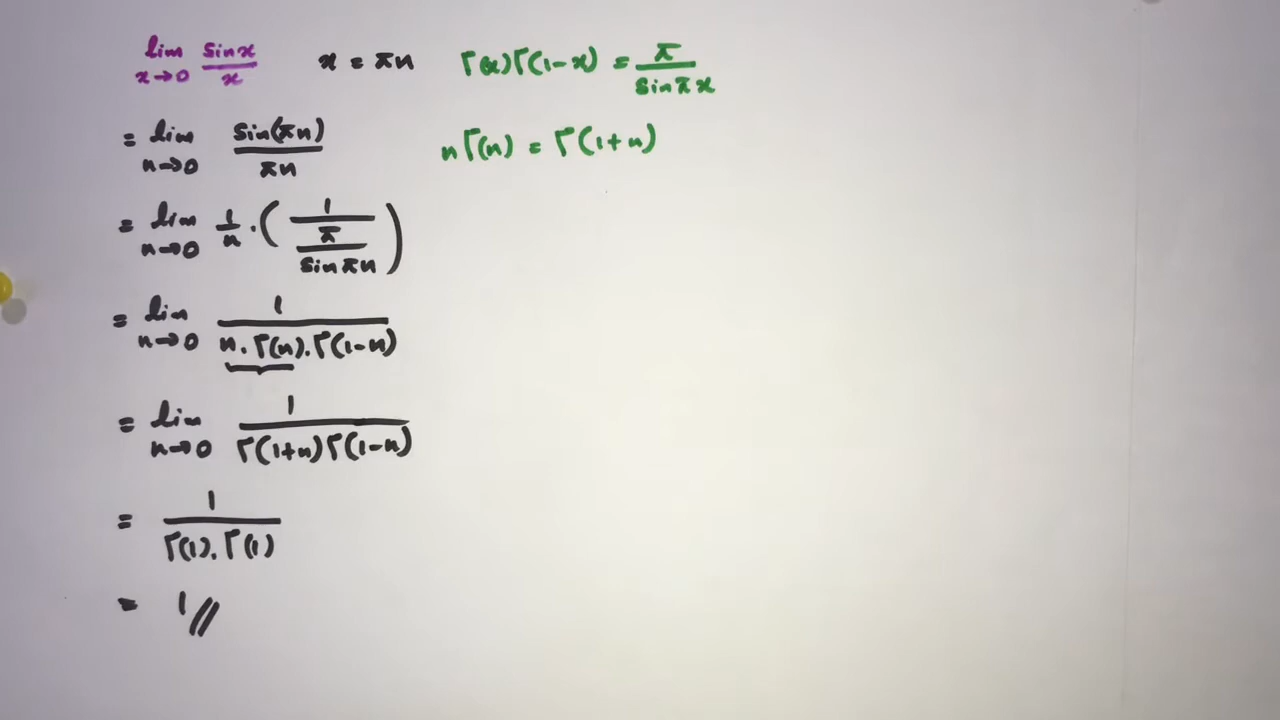 lim x→0 sinx/x x = πn Γ(x)Γ(1-x) = π/sinπx
= lim n→0 sin(πn)/πn nΓ(n) = Γ(1+n)
= lim n→0 1/n · (1/(π/sinπn))
= lim n→0 1/(n.Γ(n).Γ(1-n))
= lim n→0 1/(Γ(1+n)Γ(1-n))
= 1/(Γ(1).Γ(1))
= 1//